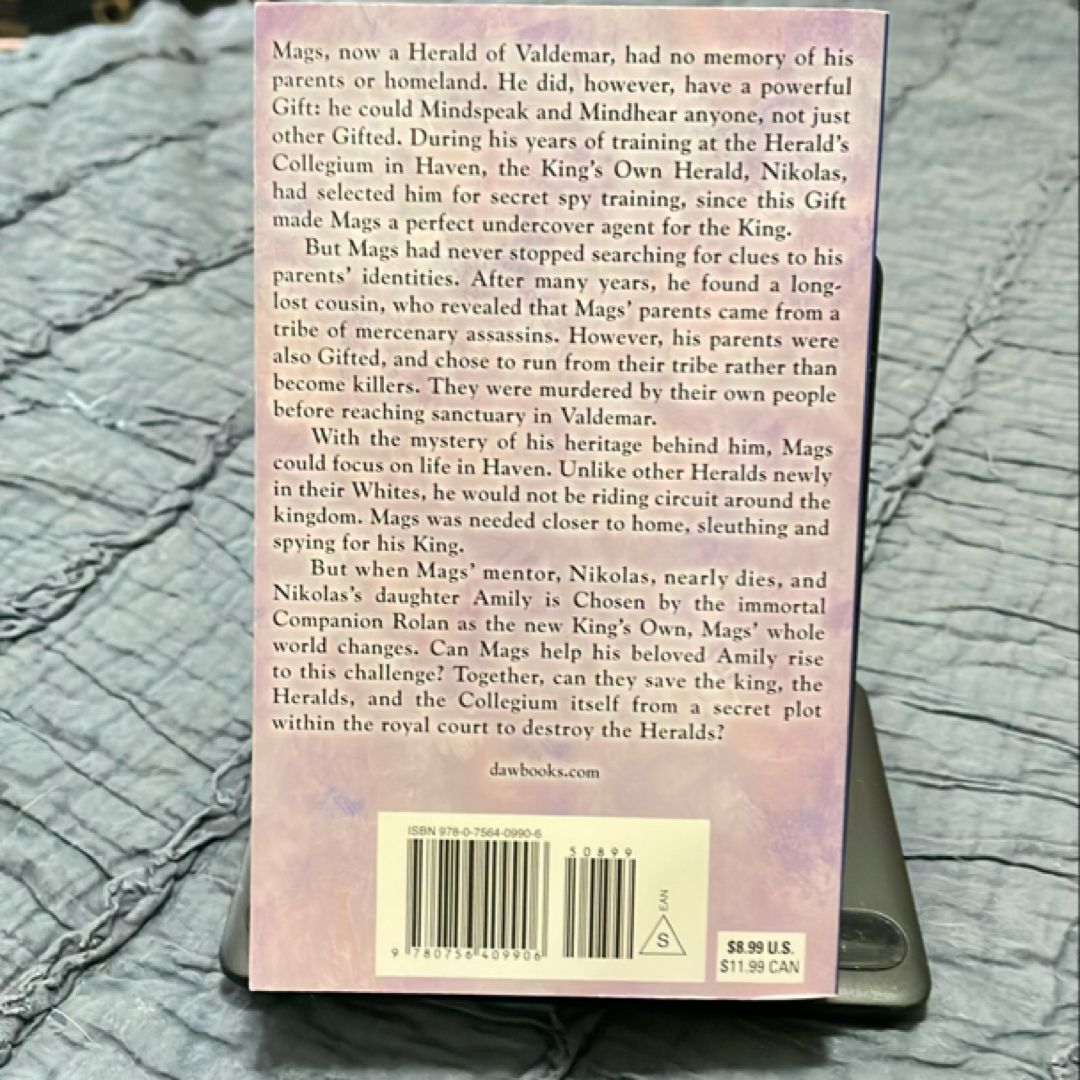 Mags, now a Herald of Valdemar, had no memory of his
parents or homeland. He did, however, have a powerful
Gift: he could Mindspeak and Mindhear anyone, not just
other Gifted. During his years of training at the Herald's
Collegium in Haven, the King's Own Herald, Nikolas,
had selected him for secret spy training, since this Gift
made Mags a perfect undercover agent for the King.
But Mags had never stopped searching for clues to his
parents' identities. After many years, he found a long-
lost cousin, who revealed that Mags' parents came from a
tribe of mercenary assassins. However, his parents were
also Gifted, and chose to run from their tribe rather than
become killers. They were murdered by their own people
before reaching sanctuary in Valdemar.
With the mystery of his heritage behind him, Mags
could focus on life in Haven. Unlike other Heralds newly
in their Whites, he would not be riding circuit around the
kingdom. Mags was needed closer to home, sleuthing and
spying for his King.
But when Mags' mentor, Nikolas, nearly dies, and
Nikolas's daughter Amily is Chosen by the immortal
Companion Rolan as the new King's Own, Mags' whole
world changes. Can Mags help his beloved Amily rise
to this challenge? Together, can they save the king, the
Heralds, and the Collegium itself from a secret plot
within the royal court to destroy the Heralds?
dawbooks.com
ISBN 978-0-7564-0990-6
50899
9 780756 409906
EAN
S
$8.99 U.S.
$11.99 CAN